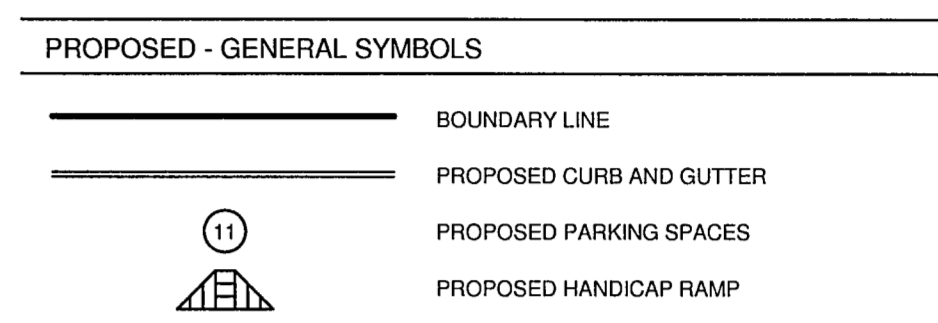 PROPOSED - GENERAL SYMBOLS
BOUNDARY LINE
PROPOSED CURB AND GUTTER
11 PROPOSED PARKING SPACES
PROPOSED HANDICAP RAMP